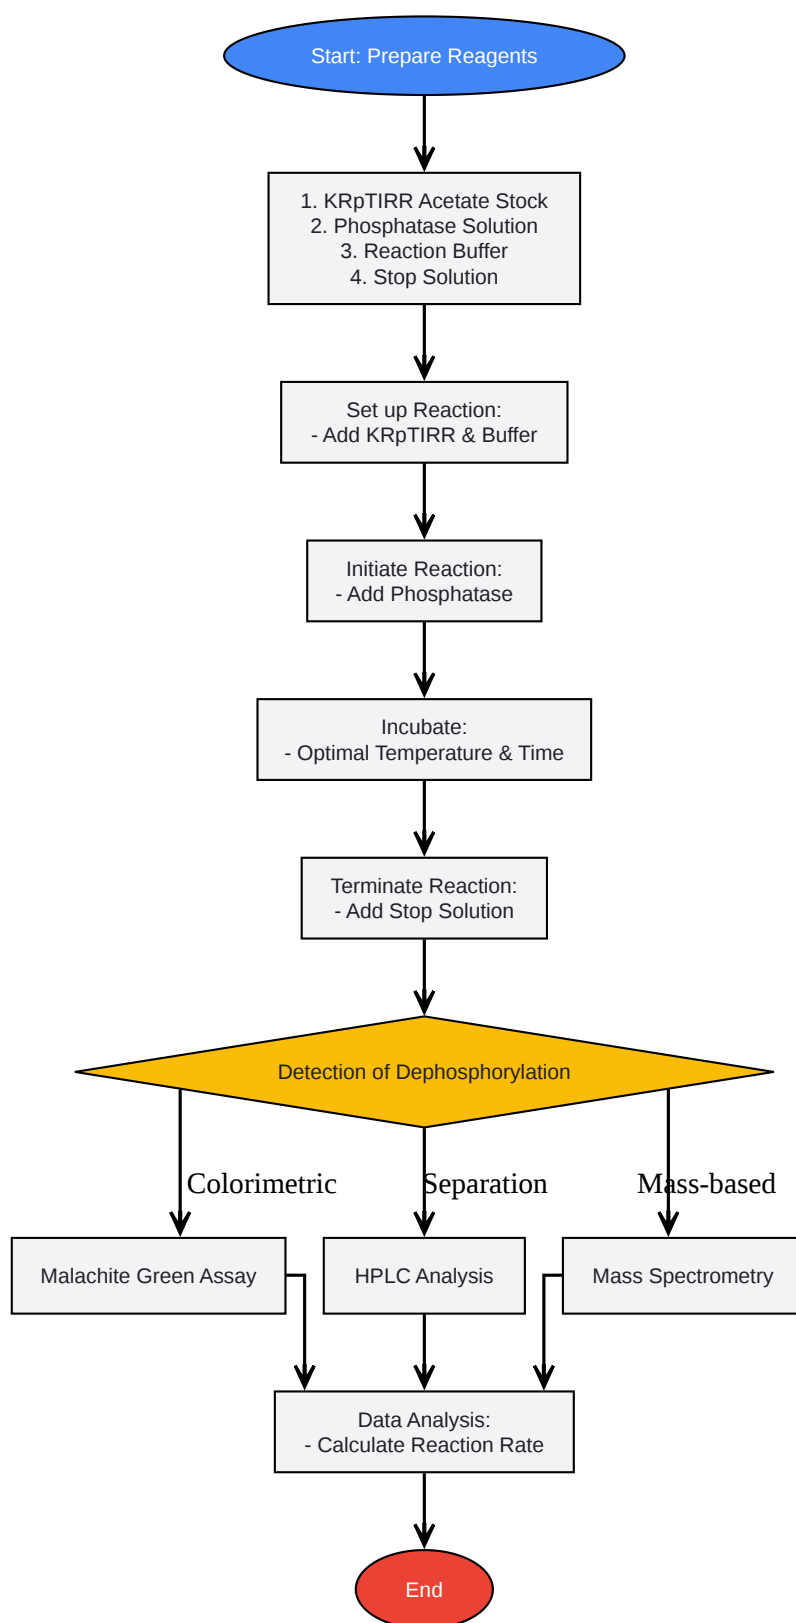 Start: Prepare Reagents
1. KRpTIRR Acetate Stock
2. Phosphatase Solution
3. Reaction Buffer
4. Stop Solution
Set up Reaction:
- Add KRpTIRR & Buffer
Initiate Reaction:
- Add Phosphatase
Incubate:
- Optimal Temperature & Time
Terminate Reaction:
- Add Stop Solution
Detection of Dephosphorylation
Colorimetric
Separation
Mass-based
Malachite Green Assay
HPLC Analysis
Mass Spectrometry
Data Analysis:
- Calculate Reaction Rate
End